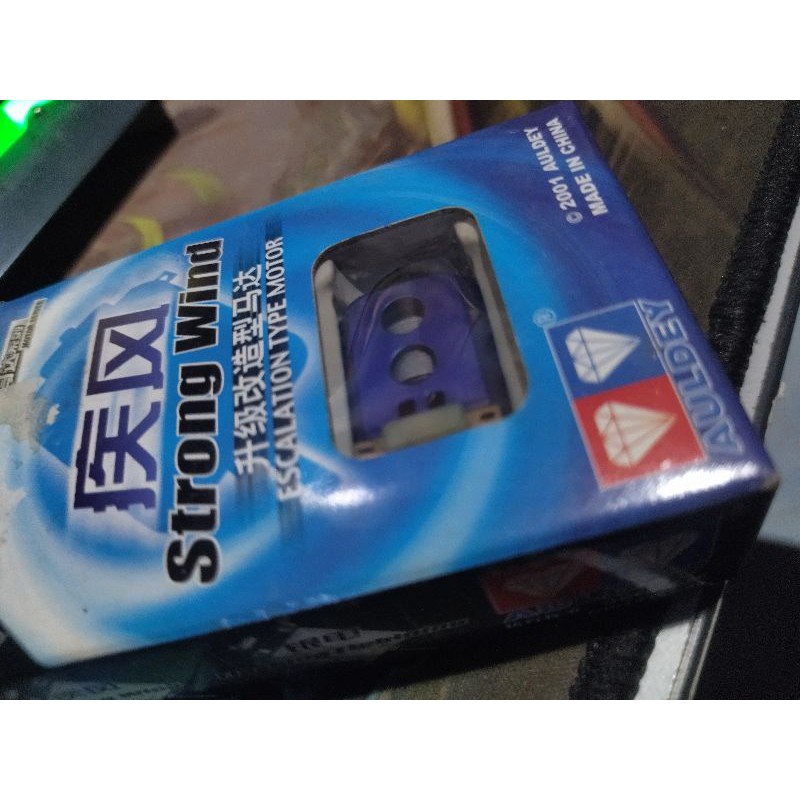 疾风
Strong Wind
升级改造型马达
ESCALATION TYPE MOTOR
® AULDEY
© 2001 AULDEY
MADE IN CHINA